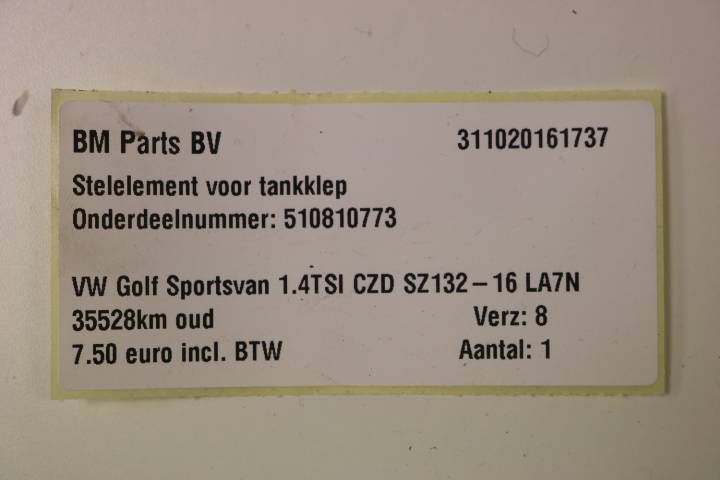 BM Parts BV 311020161737
Stelelement voor tankklep
Onderdeelnummer: 510810773
VW Golf Sportsvan 1.4TSI CZD SZ132-16 LA7N
35528km oud Verz: 8
7.50 euro incl. BTW Aantal: 1